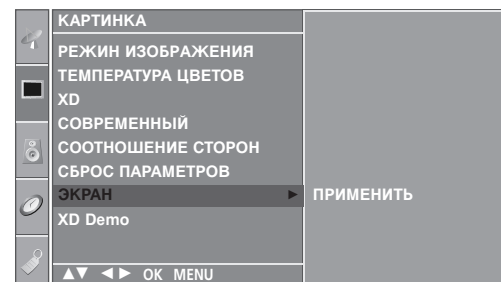 КАРТИНКА
РЕЖИН ИЗОБРАЖЕНИЯ
ТЕМПЕРАТУРА ЦВЕТОВ
XD
СОВРЕМЕННЫЙ
СООТНОШЕНИЕ СТОРОН
СБРОС ПАРАМЕТРОВ
ЭКРАН ► ПРИМЕНИТЬ
XD Demo
▲▼ ◄► OK MENU